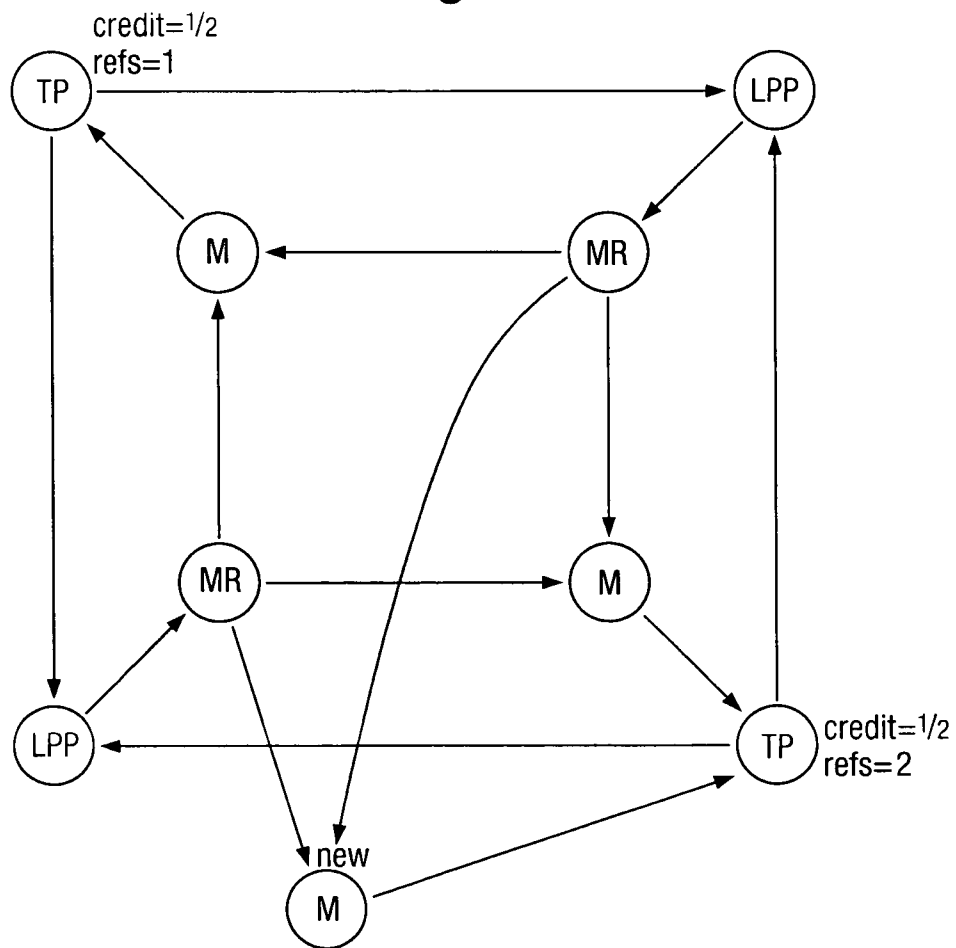 credit=1/2
refs=1
TP
LPP
M
MR
MR
M
LPP
TP
credit=1/2
refs=2
new
M